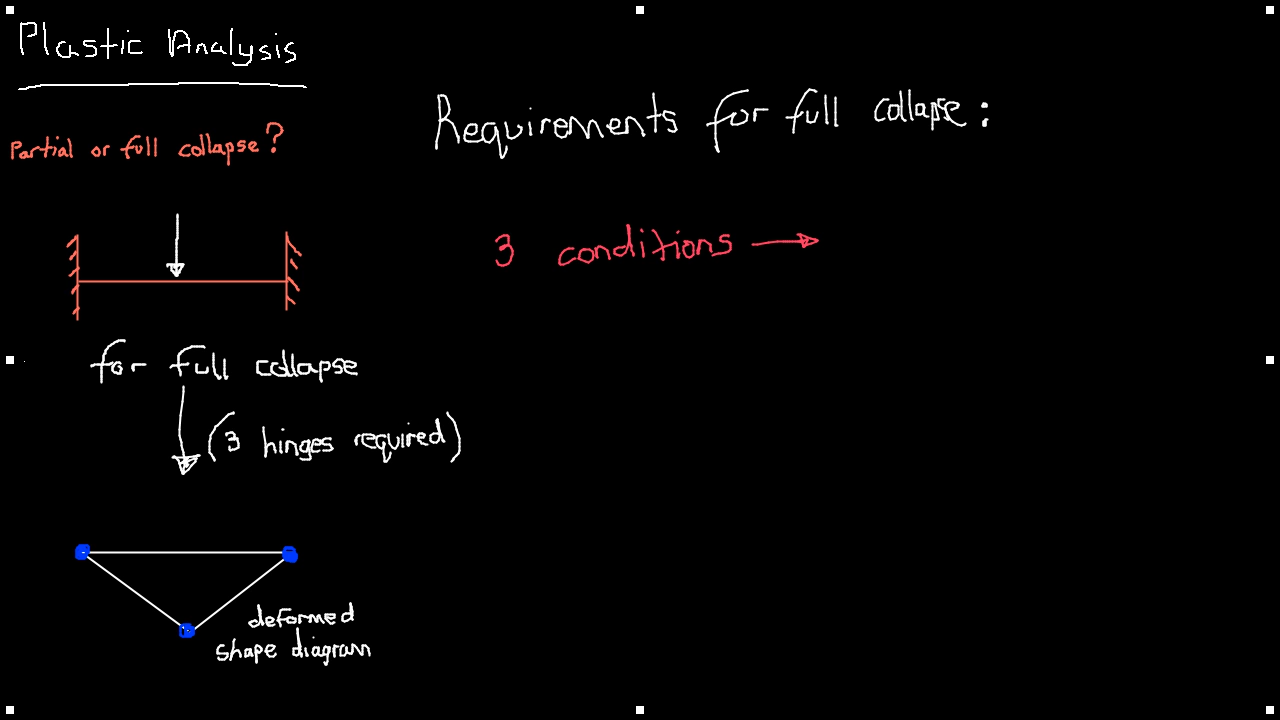 Plastic Analysis
Partial or full collapse?
for full collapse
(3 hinges required)
deformed
shape diagram
Requirements for full collapse:
3 conditions